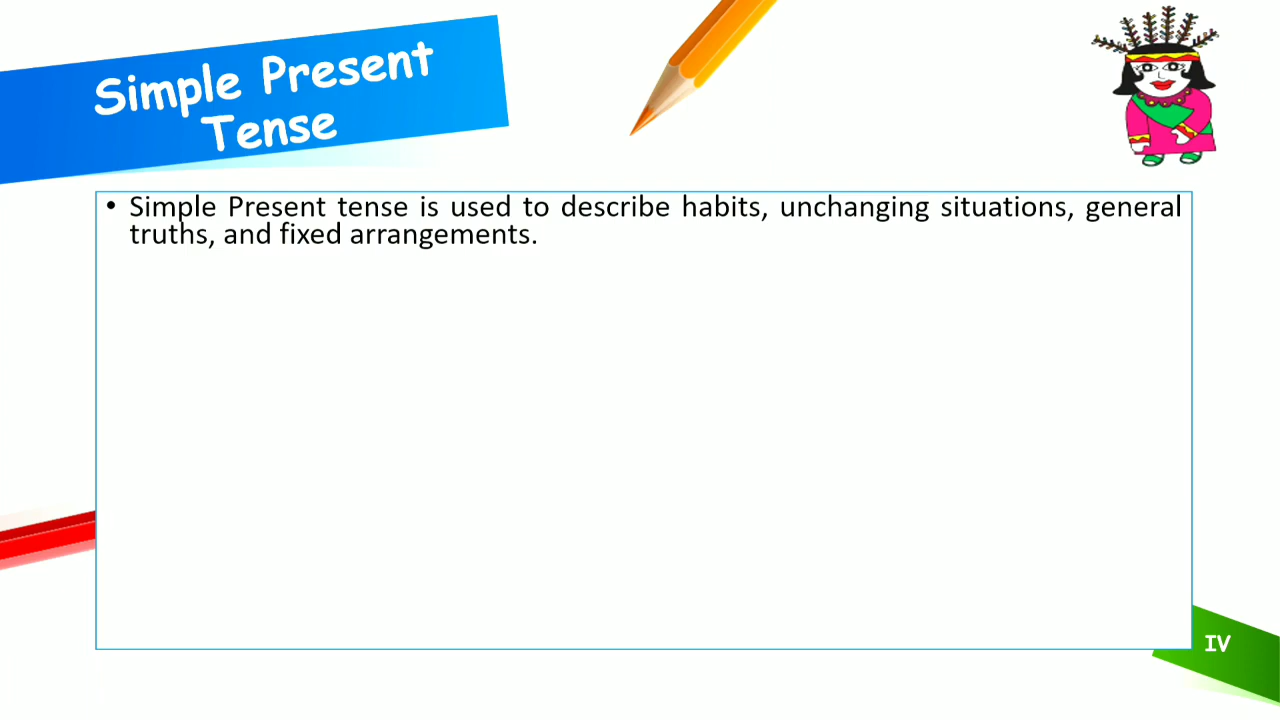 Simple Present
Tense
• Simple Present tense is used to describe habits, unchanging situations, general
truths, and fixed arrangements.
IV